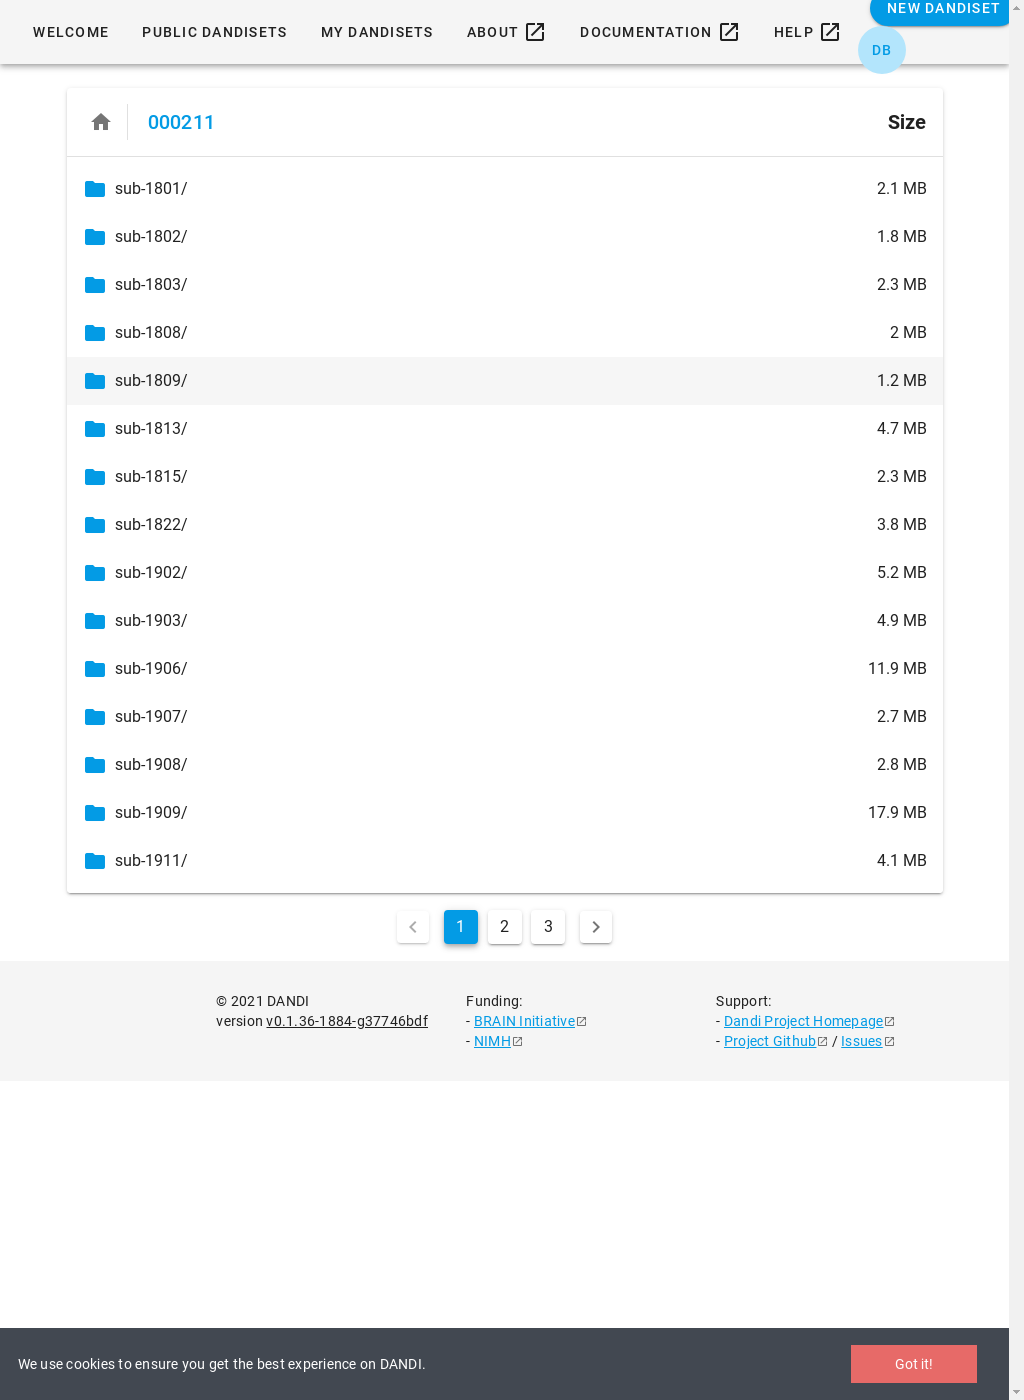 WELCOME PUBLIC DANDISETS MY DANDISETS ABOUT DOCUMENTATION HELP NEW DANDISET
DB
000211 Size
sub-1801/ 2.1 MB
sub-1802/ 1.8 MB
sub-1803/ 2.3 MB
sub-1808/ 2 MB
sub-1809/ 1.2 MB
sub-1813/ 4.7 MB
sub-1815/ 2.3 MB
sub-1822/ 3.8 MB
sub-1902/ 5.2 MB
sub-1903/ 4.9 MB
sub-1906/ 11.9 MB
sub-1907/ 2.7 MB
sub-1908/ 2.8 MB
sub-1909/ 17.9 MB
sub-1911/ 4.1 MB
1 2 3
© 2021 DANDI
version v0.1.36-1884-g37746bdf
Funding:
- BRAIN Initiative
- NIMH
Support:
- Dandi Project Homepage
- Project Github / Issues
We use cookies to ensure you get the best experience on DANDI. Got it!